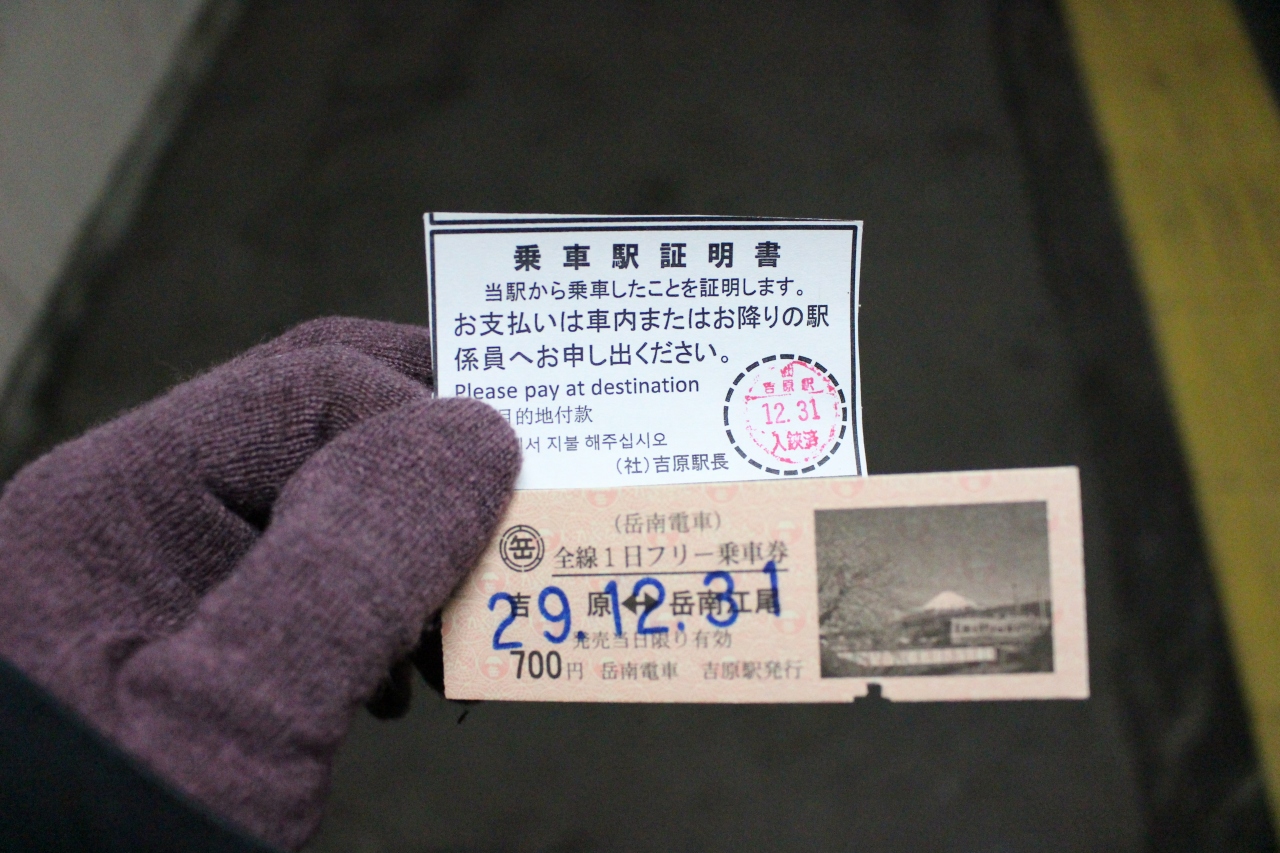 乗車駅証明書
当駅から乗車したことを証明します。
お支払いは車内またはお降りの駅
係員へお申し出ください。
Please pay at destination
目的地付款
서 지불 해주십시오
(社)吉原駅長
吉原駅
12.31
入鋏済
(岳南電車)
岳 全線1日フリー乗車券
吉原↔岳南江尾
29.12.31
発売当日限り有効
700円 岳南電車 吉原駅発行